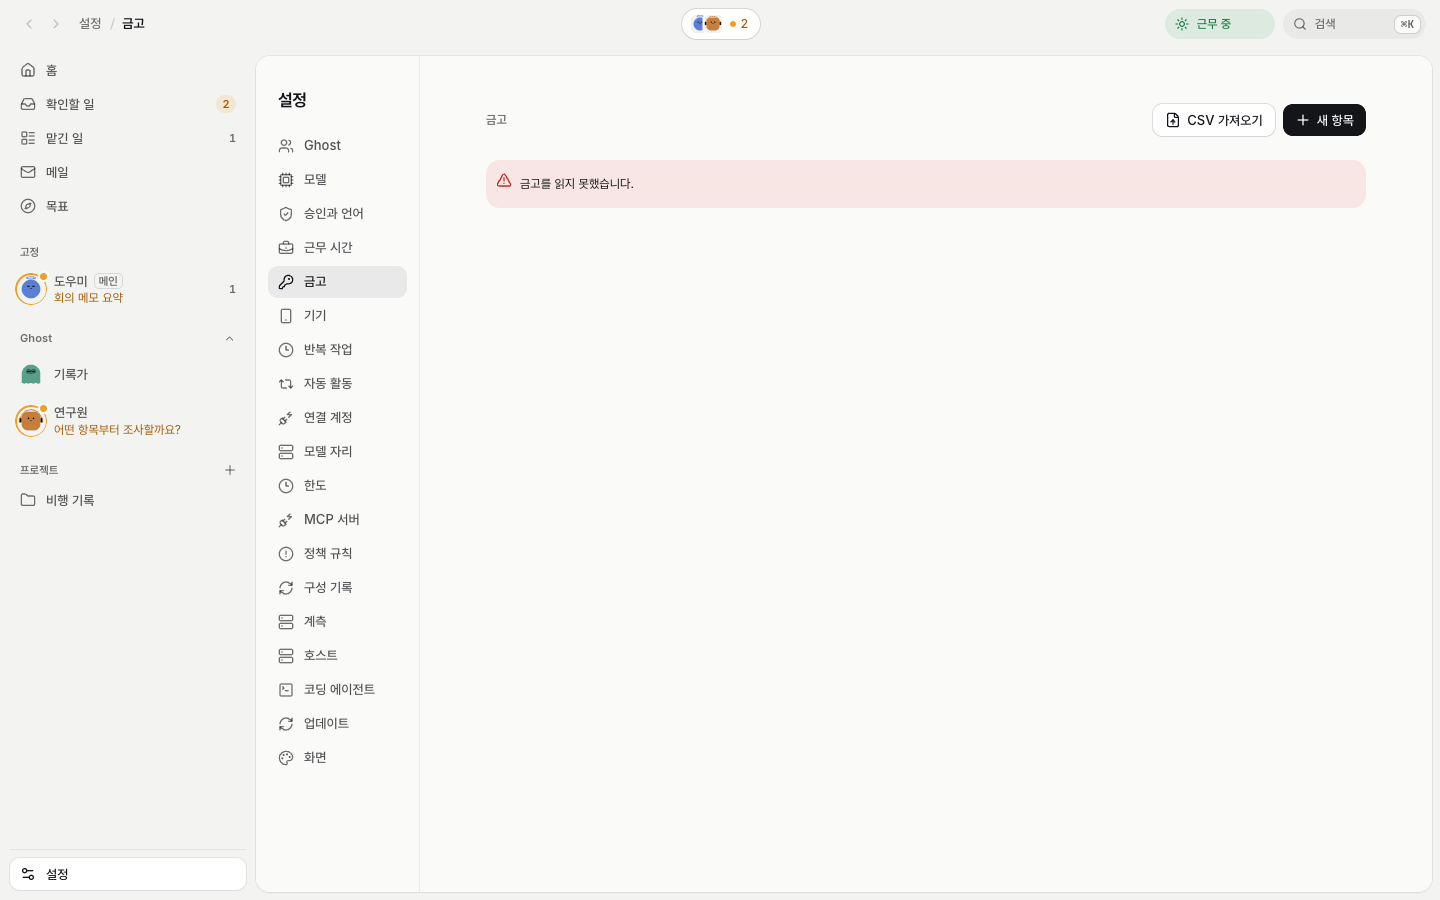 설정 / 금고
2
근무 중
검색
⌘K
홈
확인할 일
2
맡긴 일
1
메일
목표
고정
도우미 메인
회의 메모 요약
1
Ghost
기록가
연구원
어떤 항목부터 조사할까요?
프로젝트
비행 기록
설정
설정
Ghost
모델
승인과 언어
근무 시간
금고
기기
반복 작업
자동 활동
연결 계정
모델 자리
한도
MCP 서버
정책 규칙
구성 기록
계측
호스트
코딩 에이전트
업데이트
화면
금고
CSV 가져오기
새 항목
금고를 읽지 못했습니다.